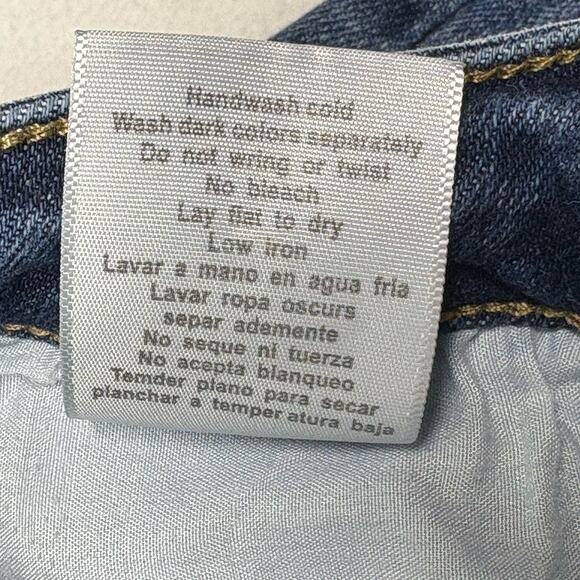 Handwash cold
Wash dark colors separately
Do not wring or twist
No bleach
Lay flat to dry
Low iron
Lavar a mano en agua fria
Lavar ropa oscurs
separ ademente
No seque ni tuerza
No acepta blanqueo
Temder plano para secar
planchar a temper atura baja